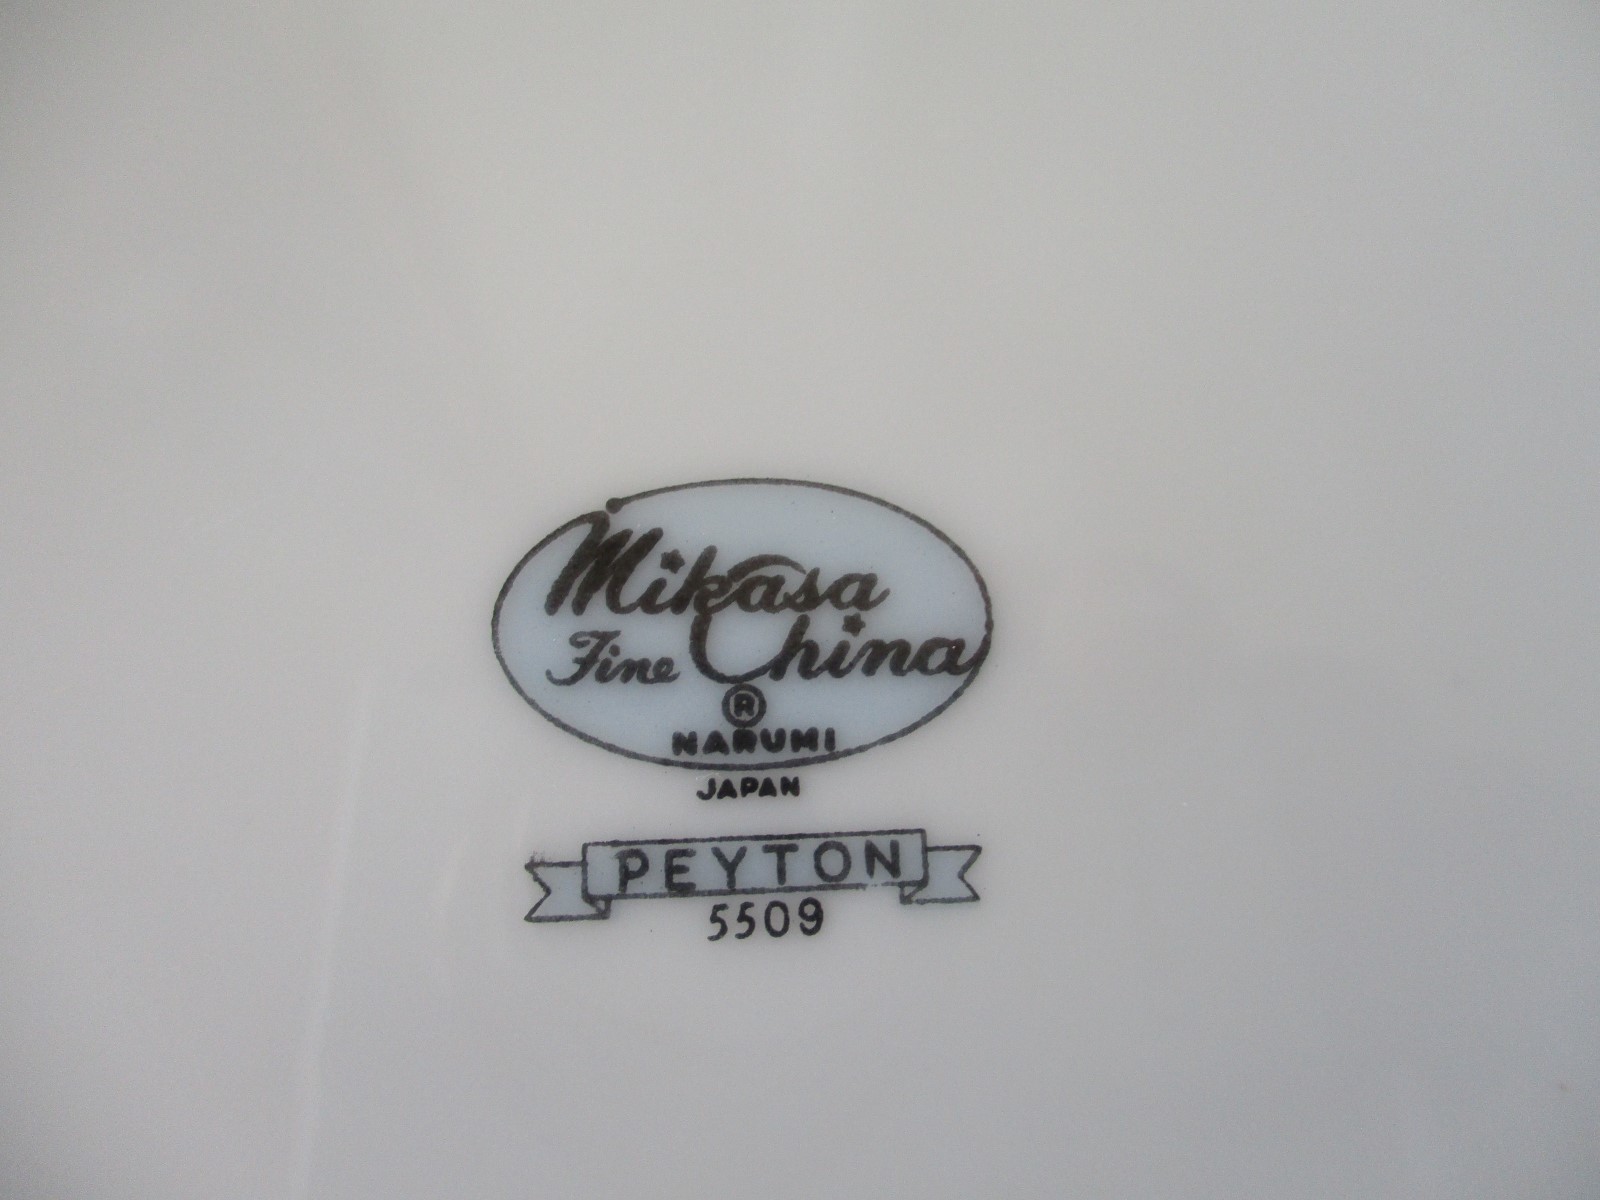 Mikasa
Fine China
®
NARUMI
JAPAN
PEYTON
5509